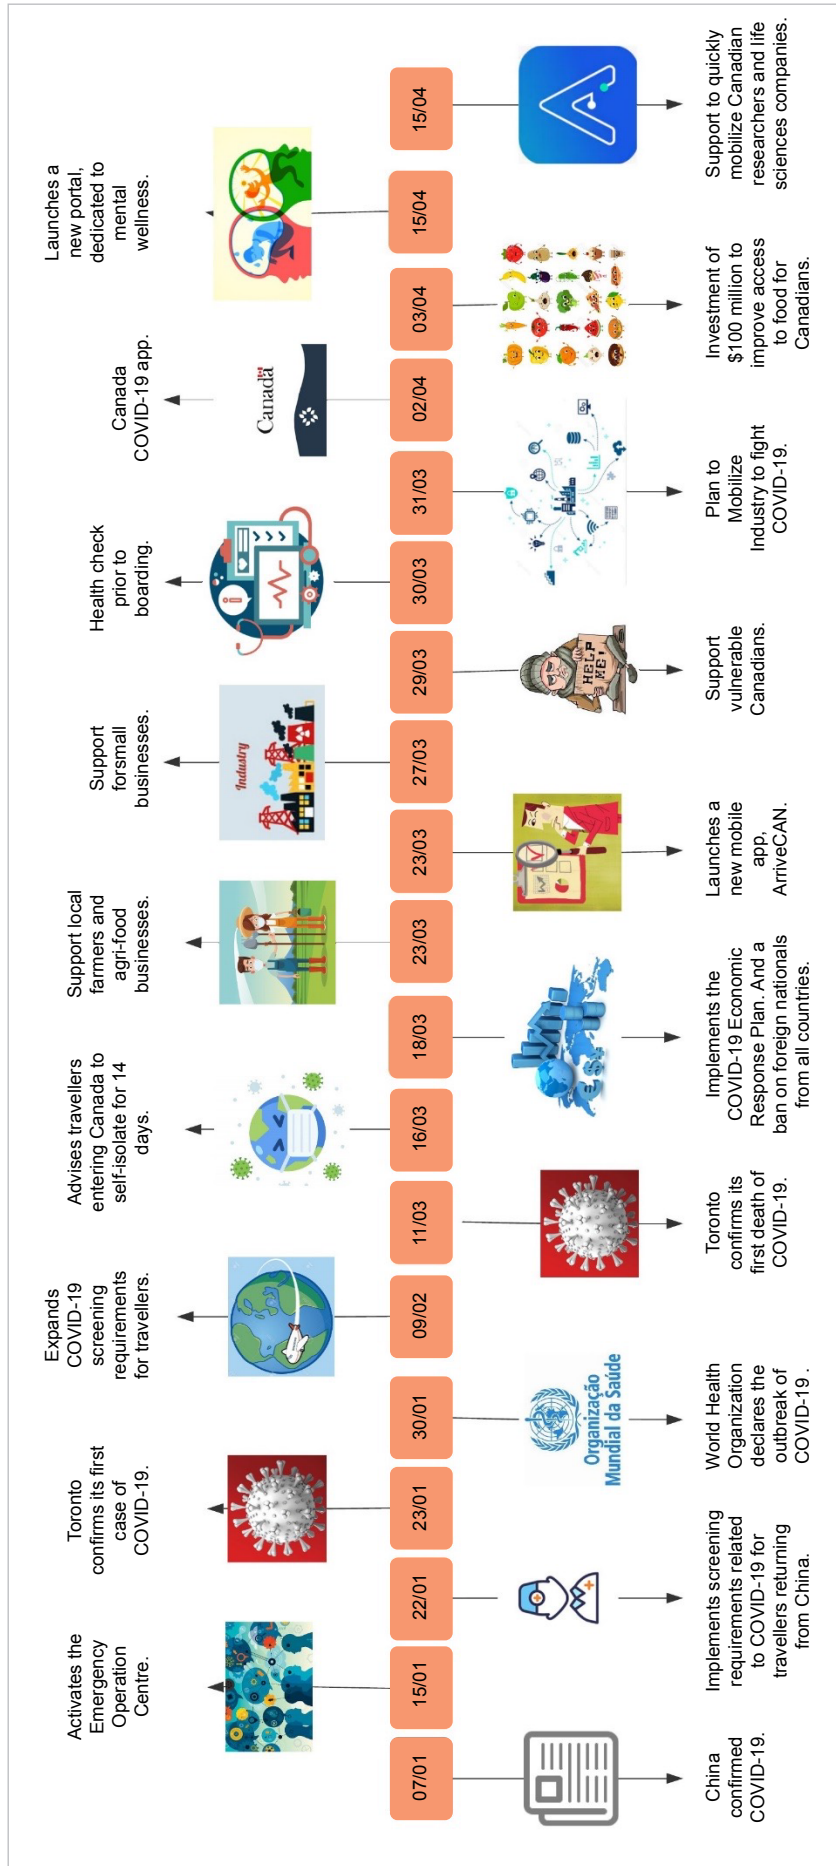 Activates the
Emergency
Operation
Centre.
Toronto
confirms its first
case of
COVID-19.
Expands
COVID-19
screening
requirements
for travellers.
Advises travellers
entering Canada to
self-isolate for 14
days.
Support local
farmers and
agri-food
businesses.
Support
forsmall
businesses.
Industry
Health check
prior to
boarding.
Canada
COVID-19 app.
Canada
Launches a
new portal,
dedicated to
mental
wellness.
07/01
15/01
22/01
23/01
30/01
09/02
11/03
16/03
18/03
23/03
23/03
27/03
29/03
30/03
31/03
02/04
03/04
15/04
15/04
China
confirmed
COVID-19.
Implements screening
requirements related
to COVID-19 for
travellers returning
from China.
Organização
Mundial da Saúde
World Health
Organization
declares the
outbreak of
COVID-19 .
Toronto
confirms its
first death of
COVID-19.
Implements the
COVID-19 Economic
Response Plan. And a
ban on foreign nationals
from all countries.
Launches a
new mobile
app,
ArriveCAN.
HELP
ME!
Support
vulnerable
Canadians.
Plan to
Mobilize
Industry to fight
COVID-19.
Investment of
$100 million to
improve access
to food for
Canadians.
Support to quickly
mobilize Canadian
researchers and life
sciences companies.